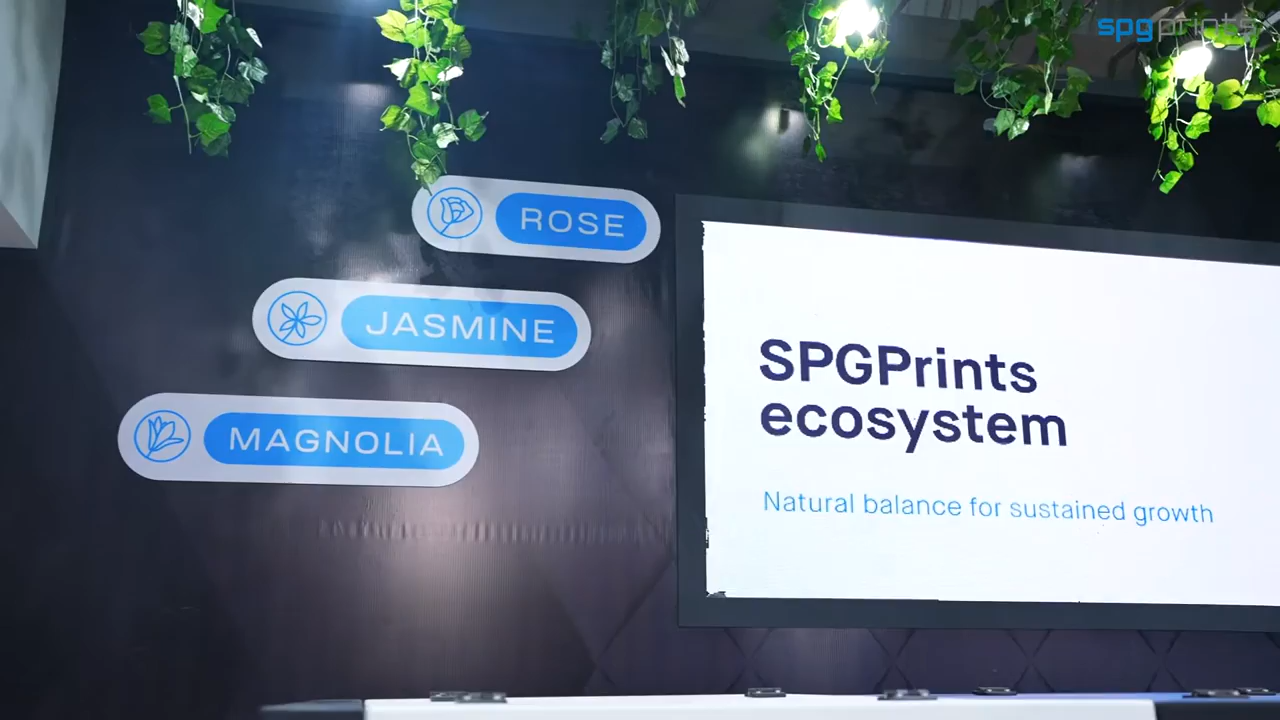 spgprints
ROSE
JASMINE
MAGNOLIA
SPGPrints
ecosystem
Natural balance for sustained growth